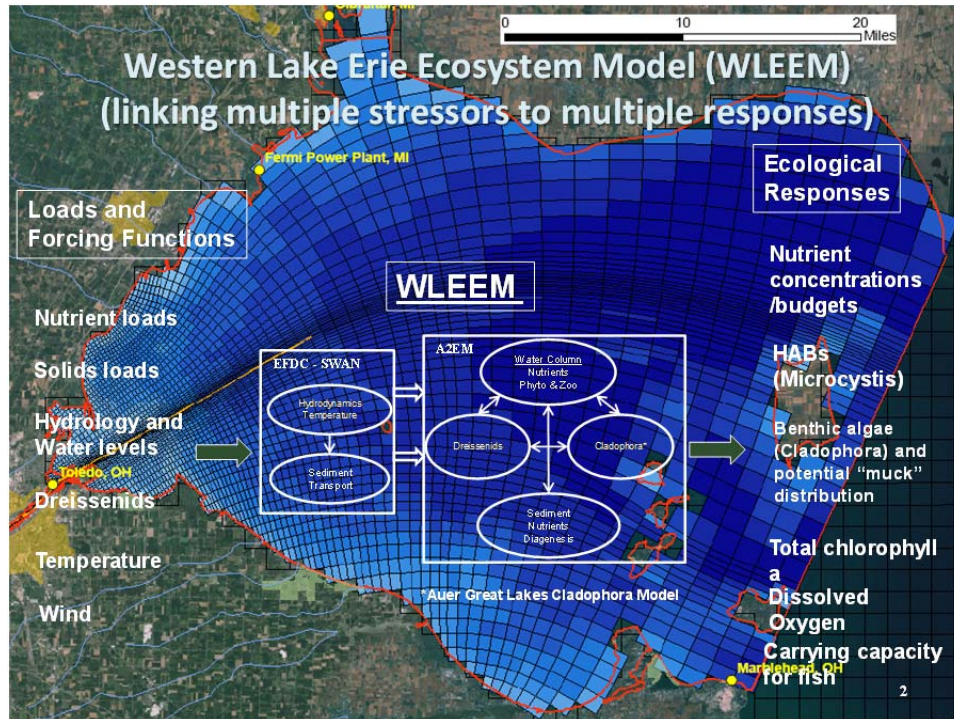 Gibraltar, MI
0 10 20
Miles
Western Lake Erie Ecosystem Model (WLEEM)
(linking multiple stressors to multiple responses)
Fermi Power Plant, MI
Loads and
Forcing Functions
Nutrient loads
Solids loads
Hydrology and
Water levels
Toledo, OH
Dreissenids
Temperature
Wind
WLEEM
EFDC - SWAN
Hydrodynamics
Temperature
Sediment
Transport
A2EM
Water Column
Nutrients
Phyto & Zoo
Dreissenids
Cladophora*
Sediment
Nutrients
Diagenesis
*Auer Great Lakes Cladophora Model
Ecological
Responses
Nutrient
concentrations
/budgets
HABs
(Microcystis)
Benthic algae
(Cladophora) and
potential “muck”
distribution
Total chlorophyll
a
Dissolved
Oxygen
Carrying capacity
for fish
Marblehead, OH
2